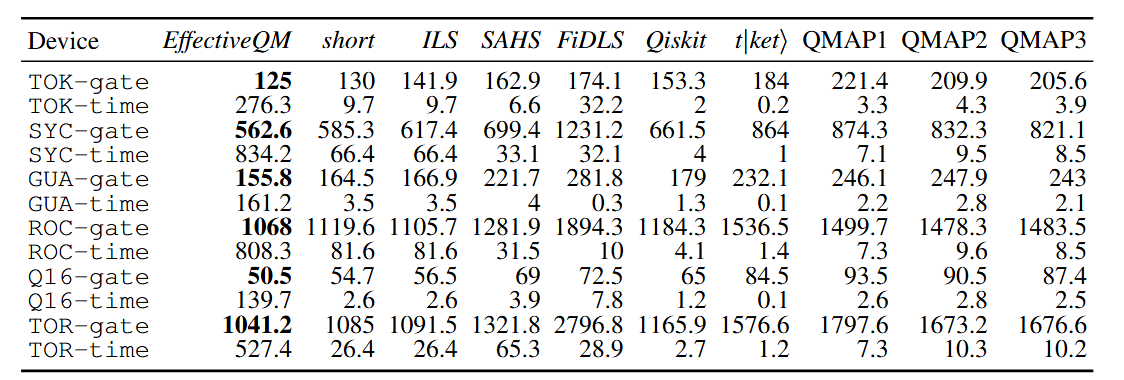 Device EffectiveQM short ILS SAHS FiDLS Qiskit t|ket⟩ QMAP1 QMAP2 QMAP3
TOK-gate 125 130 141.9 162.9 174.1 153.3 184 221.4 209.9 205.6
TOK-time 276.3 9.7 9.7 6.6 32.2 2 0.2 3.3 4.3 3.9
SYC-gate 562.6 585.3 617.4 699.4 1231.2 661.5 864 874.3 832.3 821.1
SYC-time 834.2 66.4 66.4 33.1 32.1 4 1 7.1 9.5 8.5
GUA-gate 155.8 164.5 166.9 221.7 281.8 179 232.1 246.1 247.9 243
GUA-time 161.2 3.5 3.5 4 0.3 1.3 0.1 2.2 2.8 2.1
ROC-gate 1068 1119.6 1105.7 1281.9 1894.3 1184.3 1536.5 1499.7 1478.3 1483.5
ROC-time 808.3 81.6 81.6 31.5 10 4.1 1.4 7.3 9.6 8.5
Q16-gate 50.5 54.7 56.5 69 72.5 65 84.5 93.5 90.5 87.4
Q16-time 139.7 2.6 2.6 3.9 7.8 1.2 0.1 2.6 2.8 2.5
TOR-gate 1041.2 1085 1091.5 1321.8 2796.8 1165.9 1576.6 1797.6 1673.2 1676.6
TOR-time 527.4 26.4 26.4 65.3 28.9 2.7 1.2 7.3 10.3 10.2